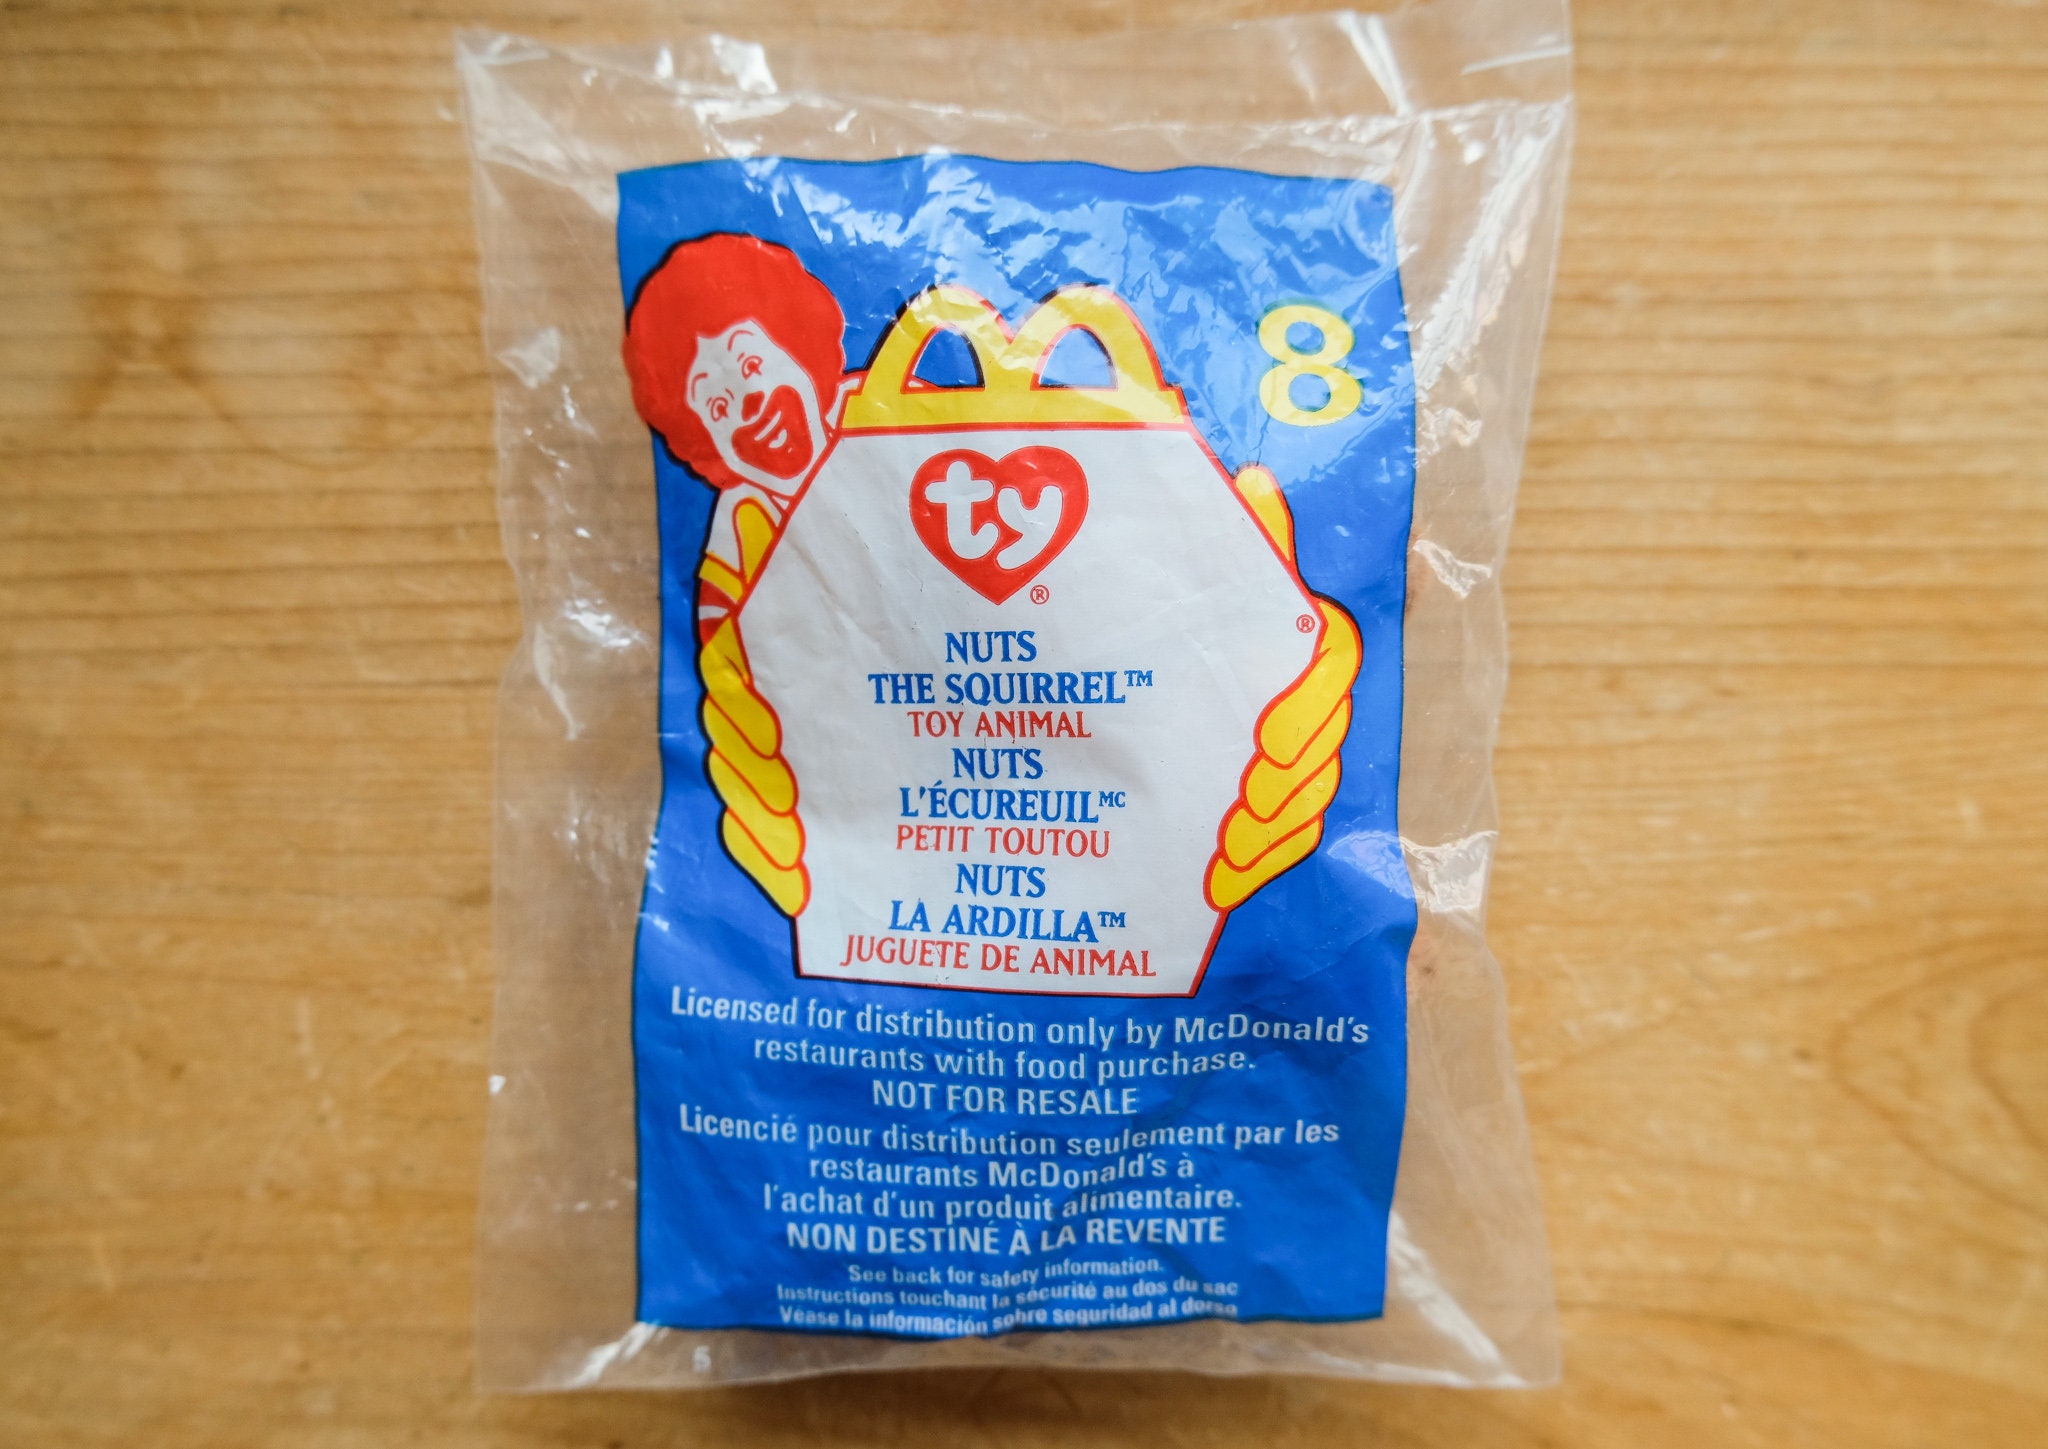 8
ty®
®
NUTS
THE SQUIRREL™
TOY ANIMAL
NUTS
L'ÉCUREUIL MC
PETIT TOUTOU
NUTS
LA ARDILLA™
JUGUETE DE ANIMAL
Licensed for distribution only by McDonald's
restaurants with food purchase.
NOT FOR RESALE
Licencié pour distribution seulement par les
restaurants McDonald's à
l'achat d'un produit alimentaire.
NON DESTINÉ À LA REVENTE
See back for safety information.
Instructions touchant la sécurité au dos du sac
Véase la información sobre seguridad al dorso
5